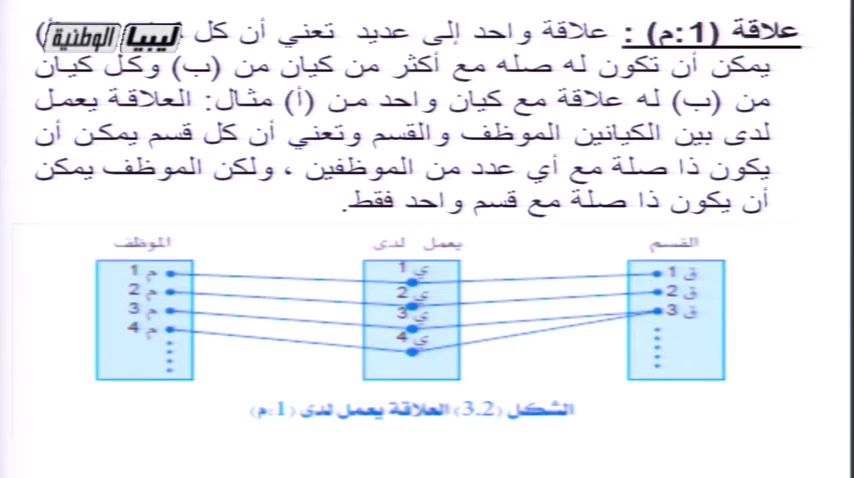 علاقة (1:م) : علاقة واحد إلى عديد تعني أن كل
ليبيا الوطنية
يمكن أن تكون له صله مع أكثر من كيان من (ب) وكل كيان
من (ب) له علاقة مع كيان واحد من (أ) مثال: العلاقة يعمل
لدى بين الكيانين الموظف والقسم وتعني أن كل قسم يمكن أن
يكون ذا صلة مع أي عدد من الموظفين ، ولكن الموظف يمكن
أن يكون ذا صلة مع قسم واحد فقط.
القسم يعمل لدى الموظف
ق 1 ي 1 م 1
ق 2 ي 2 م 2
ق 3 ي 3 م 3
ي 4 م 4
الشكل (3.2) العلاقة يعمل لدى (1:م)